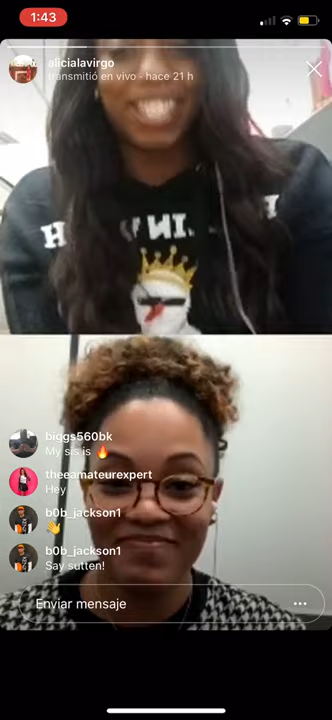 1:43
alicialavirgo
transmitió en vivo · hace 21 h
biggs560bk
My sis is 🔥
theeamateurexpert
Hey
b0b_jackson1
👋
b0b_jackson1
Say sutten!
Enviar mensaje